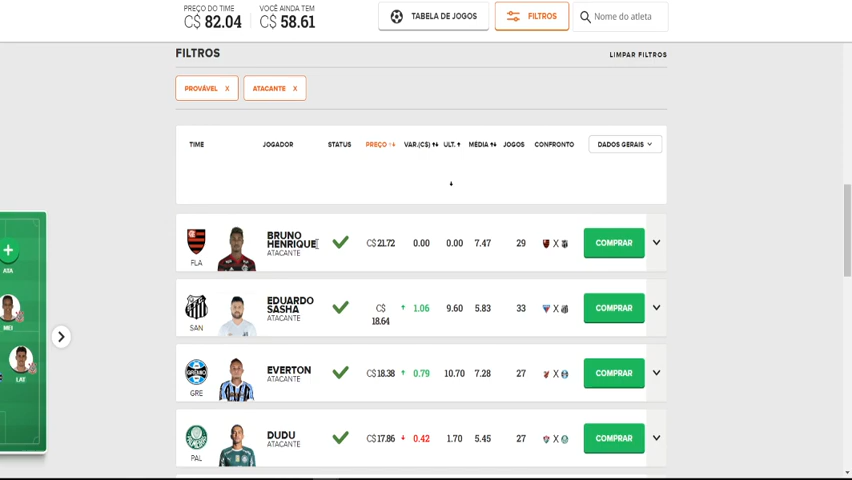 PREÇO DO TIME
C$ 82.04
VOCÊ AINDA TEM
C$ 58.61
TABELA DE JOGOS
FILTROS
Nome do atleta
FILTROS
LIMPAR FILTROS
PROVÁVEL X
ATACANTE X
TIME JOGADOR STATUS PREÇO VAR.(C$) ULT. MÉDIA JOGOS CONFRONTO DADOS GERAIS
FLA
BRUNO HENRIQUE
ATACANTE
C$ 21.72 0.00 0.00 7.47 29 X COMPRAR
SAN
EDUARDO SASHA
ATACANTE
C$ 18.64 1.06 9.60 5.83 33 X COMPRAR
GRE
EVERTON
ATACANTE
C$ 18.38 0.79 10.70 7.28 27 X COMPRAR
PAL
DUDU
ATACANTE
C$ 17.86 0.42 1.70 5.45 27 X COMPRAR
ATA
MEI
LAT